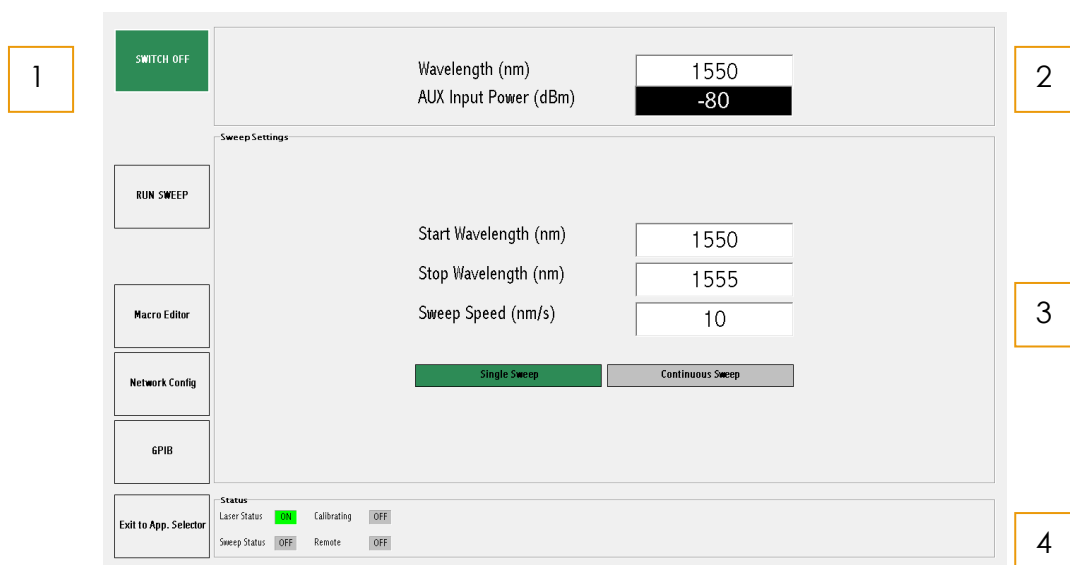 1
SWITCH OFF
Wavelength (nm) 1550
AUX Input Power (dBm) -80
2
Sweep Settings
RUN SWEEP
Start Wavelength (nm) 1550
Stop Wavelength (nm) 1555
Sweep Speed (nm/s) 10
3
Single Sweep Continuous Sweep
Macro Editor
Network Config
GPIB
Exit to App. Selector
Status
Laser Status ON Calibrating OFF
Sweep Status OFF Remote OFF
4